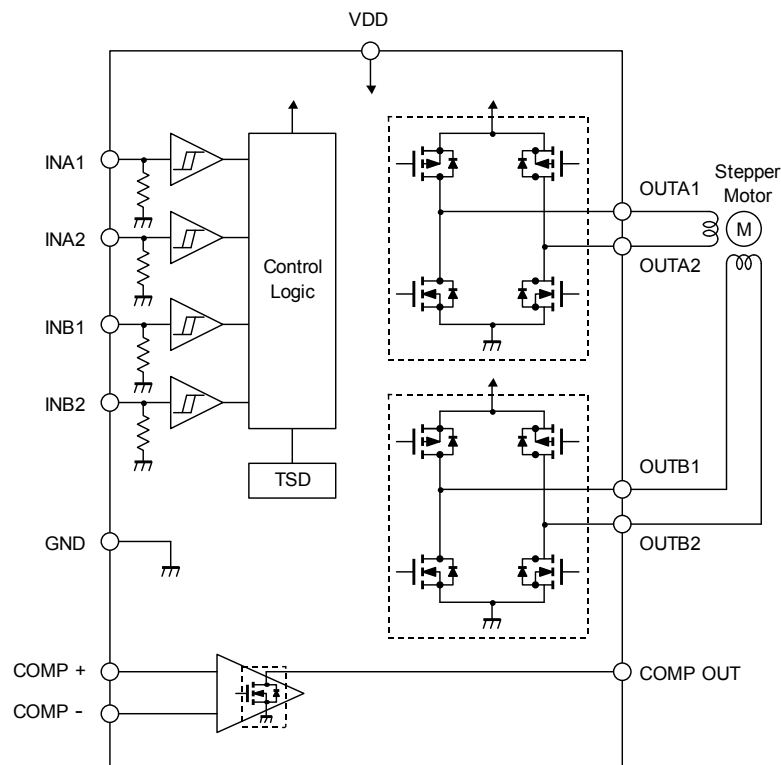 VDD
INA1
INA2
INB1
INB2
Control
Logic
TSD
GND
COMP +
COMP -
OUTA1
OUTA2
Stepper
Motor
M
OUTB1
OUTB2
COMP OUT